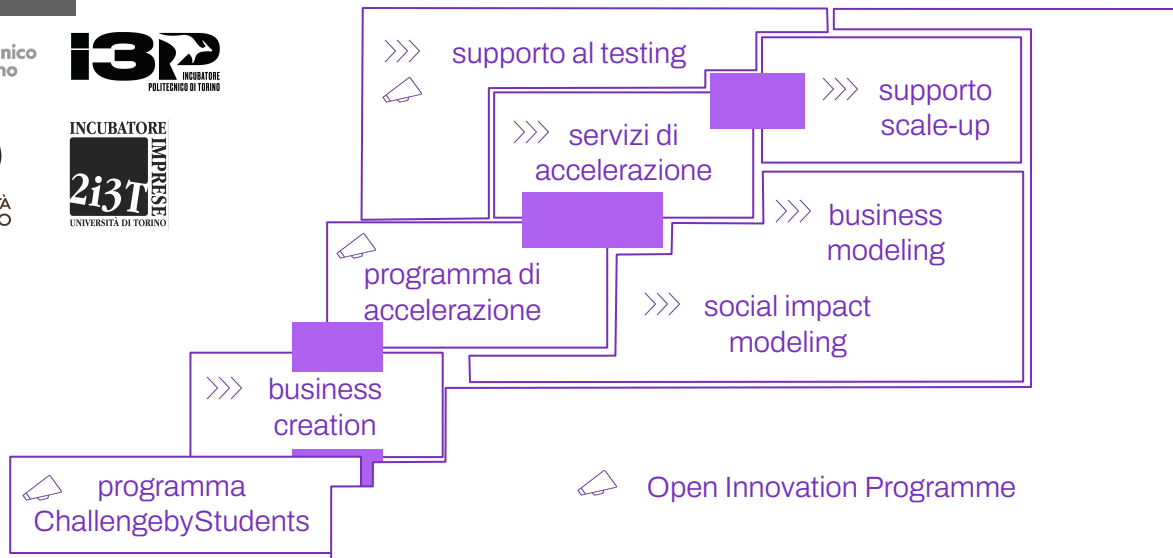 i3P
INCUBATORE
POLITECNICO DI TORINO
INCUBATORE
IMPRESE
2i3T
UNIVERSITÀ DI TORINO
supporto al testing
servizi di
accelerazione
supporto
scale-up
business
modeling
social impact
modeling
programma di
accelerazione
business
creation
programma
ChallengebyStudents
Open Innovation Programme